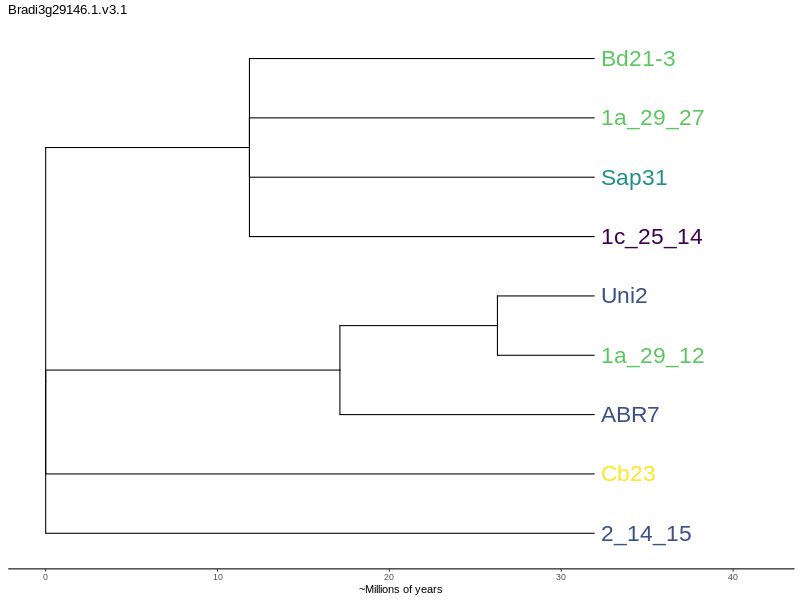 Bradi3g29146.1.v3.1
Bd21-3
1a_29_27
Sap31
1c_25_14
Uni2
1a_29_12
ABR7
Cb23
2_14_15
0 10 20 30 40
~Millions of years